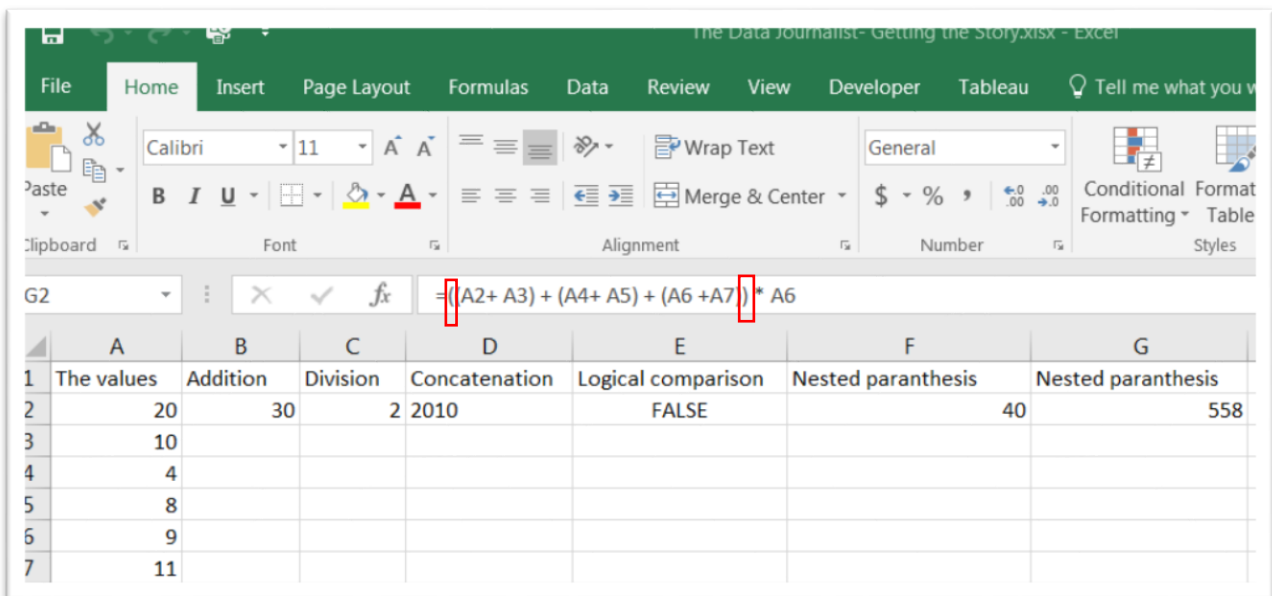 The Data Journalist- Getting the Story.xlsx - Excel
File Home Insert Page Layout Formulas Data Review View Developer Tableau Tell me what you w
Calibri 11 A A Wrap Text General
Paste B I U A Merge & Center $ % , .0 .00 .00 .0 Conditional Format
Formatting Table
Clipboard Font Alignment Number Styles
G2 fx =((A2+ A3) + (A4+ A5) + (A6 +A7)) * A6
A B C D E F G
1 The values Addition Division Concatenation Logical comparison Nested paranthesis Nested paranthesis
2 20 30 2 2010 FALSE 40 558
3 10
4 4
5 8
6 9
7 11